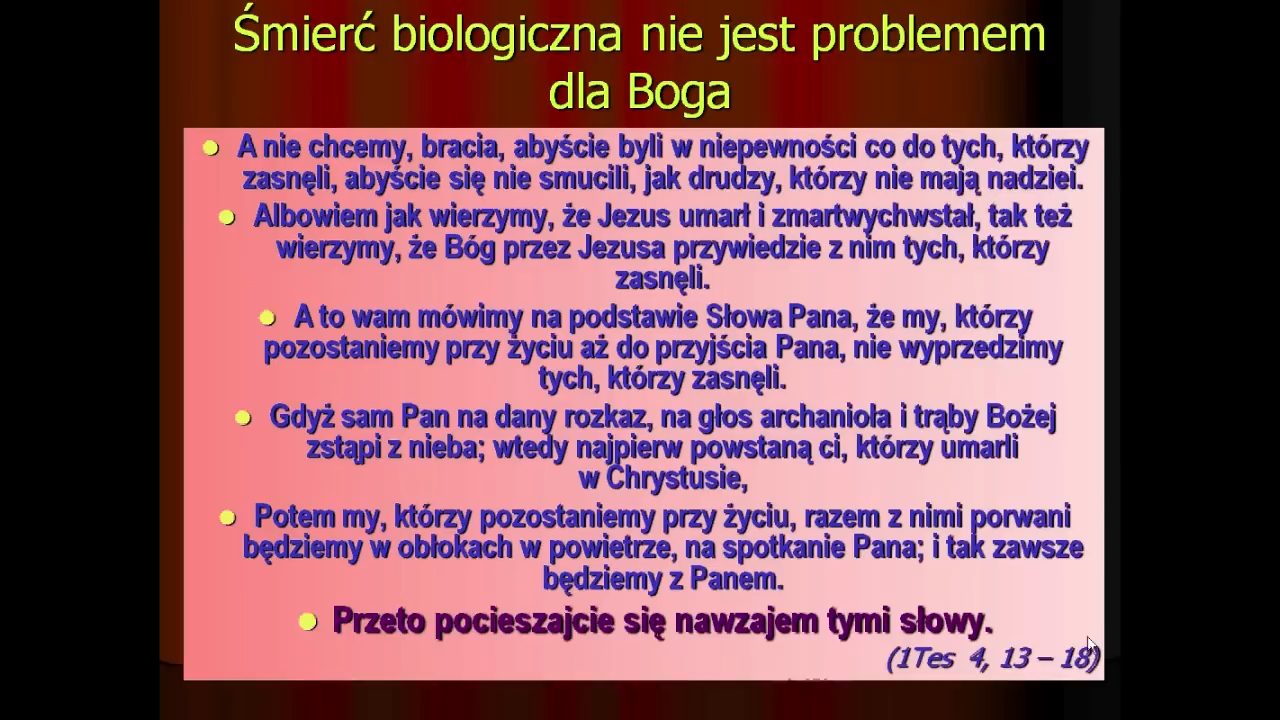 Śmierć biologiczna nie jest problemem
dla Boga
A nie chcemy, bracia, abyście byli w niepewności co do tych, którzy
zasnęli, abyście się nie smucili, jak drudzy, którzy nie mają nadziei.
Albowiem jak wierzymy, że Jezus umarł i zmartwychwstał, tak też
wierzymy, że Bóg przez Jezusa przywiedzie z nim tych, którzy
zasnęli.
A to wam mówimy na podstawie Słowa Pana, że my, którzy
pozostaniemy przy życiu aż do przyjścia Pana, nie wyprzedzimy
tych, którzy zasnęli.
Gdyż sam Pan na dany rozkaz, na głos archanioła i trąby Bożej
zstąpi z nieba; wtedy najpierw powstaną ci, którzy umarli
w Chrystusie,
Potem my, którzy pozostaniemy przy życiu, razem z nimi porwani
będziemy w obłokach w powietrze, na spotkanie Pana; i tak zawsze
będziemy z Panem.
Przeto pocieszajcie się nawzajem tymi słowy.
(1Tes 4, 13 – 18)